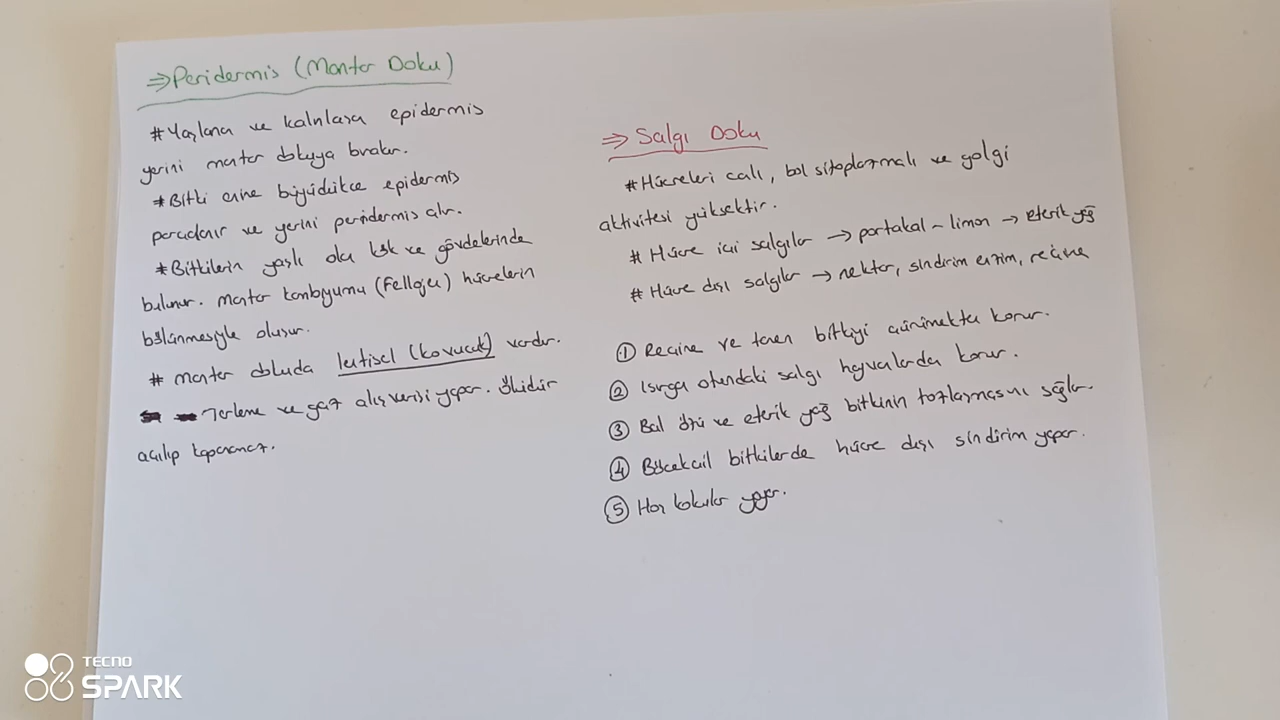 ⇒ Peridermis (Mantar Doku)
# Yaşlanan ve kalınlaşan epidermis
yerini mantar dokuya bırakır.
* Bitki enine büyüdükçe epidermis
parçalanır ve yerini peridermis alır.
* Bitkilerin yaşlı olan kök ve gövdelerinde
bulunur. Mantar kambiyumu (Fellojen) hücrelerin
bölünmesiyle oluşur.
# Mantar dokuda lentisel (kovucuk) vardır.
Terleme ve gaz alışverişi yapar. Ölüdür
açılıp kapanamaz.
⇒ Salgı Doku
# Hücreleri canlı, bol sitoplazmalı ve golgi
aktivitesi yüksektir.
# Hücre içi salgılar → portakal - limon → eterik yağ
# Hücre dışı salgılar → nektar, sindirim enzim, reçine
① Reçine ve tanen bitkiyi çürümekten korur.
② Isırgan otundaki salgı hayvanlardan korur.
③ Bal özü ve eterik yağ bitkinin tozlaşmasını sağlar.
④ Böcekçil bitkilerde hücre dışı sindirim yapar.
⑤ Hoş kokular yayar.
TECNO
SPARK